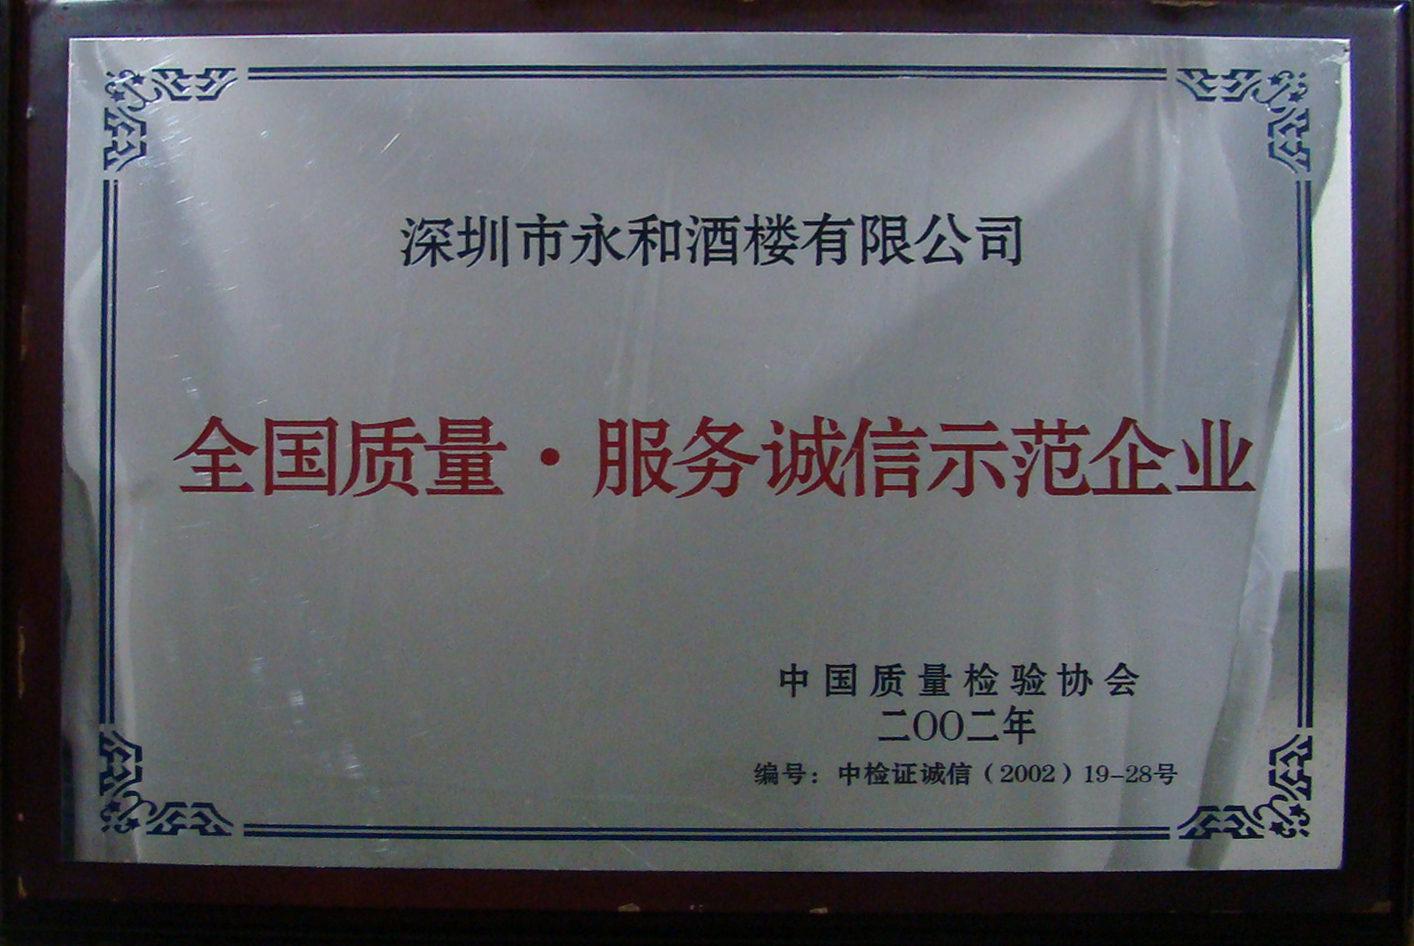 深圳市永和酒楼有限公司
全国质量·服务诚信示范企业
中国质量检验协会
二OO二年
编号：中检证诚信（2002）19-28号